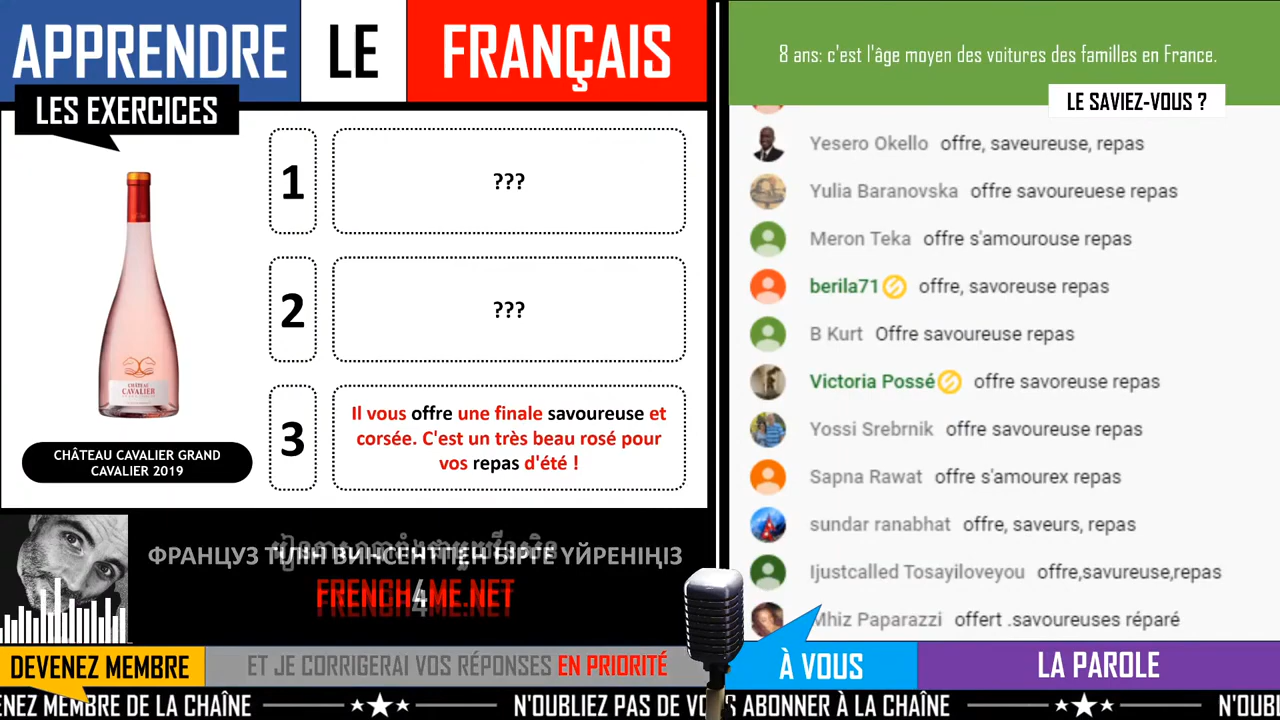 APPRENDRE LE FRANÇAIS
LES EXERCICES
CHÂTEAU
CAVALIER
CHÂTEAU CAVALIER GRAND
CAVALIER 2019
1
???
2
???
3
Il vous offre une finale savoureuse et
corsée. C'est un très beau rosé pour
vos repas d'été !
8 ans: c'est l'âge moyen des voitures des familles en France.
LE SAVIEZ-VOUS ?
Yesero Okello offre, saveureuse, repas
Yulia Baranovska offre savoureuese repas
Meron Teka offre s'amourouse repas
berila71 offre, savoreuse repas
B Kurt Offre savoureuse repas
Victoria Possé offre savoreuse repas
Yossi Srebrnik offre savoureuse repas
Sapna Rawat offre s'amourex repas
sundar ranabhat offre, saveurs, repas
Ijustcalled Tosayiloveyou offre,savureuse,repas
Mhiz Paparazzi offert .savoureuses réparé
ФРАНЦУЗ ТІЛІН ВИНСЕНТПЕН БІРГЕ ҮЙРЕНІҢІЗ
FRENCH4ME.NET
DEVENEZ MEMBRE
ET JE CORRIGERAI VOS RÉPONSES EN PRIORITÉ
À VOUS
LA PAROLE
ENEZ MEMBRE DE LA CHAÎNE N'OUBLIEZ PAS DE VOUS ABONNER À LA CHAÎNE N'OUBL